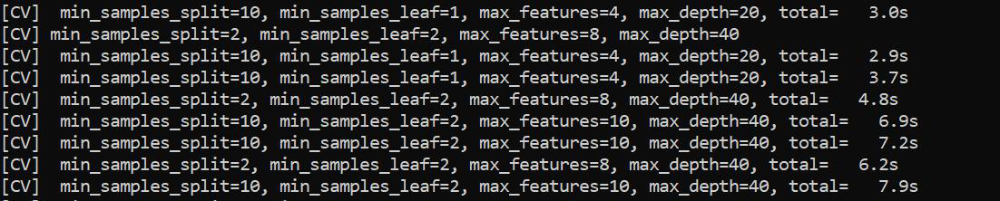 [CV]  min_samples_split=10, min_samples_leaf=1, max_features=4, max_depth=20, total=   3.0s
[CV] min_samples_split=2, min_samples_leaf=2, max_features=8, max_depth=40
[CV]  min_samples_split=10, min_samples_leaf=1, max_features=4, max_depth=20, total=   2.9s
[CV]  min_samples_split=10, min_samples_leaf=1, max_features=4, max_depth=20, total=   3.7s
[CV]  min_samples_split=2, min_samples_leaf=2, max_features=8, max_depth=40, total=   4.8s
[CV]  min_samples_split=10, min_samples_leaf=2, max_features=10, max_depth=40, total=   6.9s
[CV]  min_samples_split=10, min_samples_leaf=2, max_features=10, max_depth=40, total=   7.2s
[CV]  min_samples_split=2, min_samples_leaf=2, max_features=8, max_depth=40, total=   6.2s
[CV]  min_samples_split=10, min_samples_leaf=2, max_features=10, max_depth=40, total=   7.9s